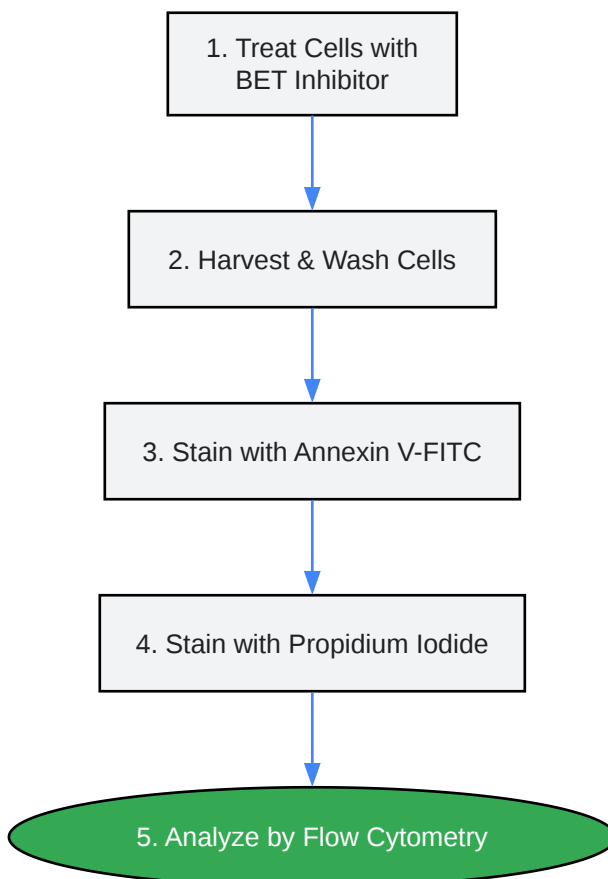 1. Treat Cells with
BET Inhibitor
2. Harvest & Wash Cells
3. Stain with Annexin V-FITC
4. Stain with Propidium Iodide
5. Analyze by Flow Cytometry